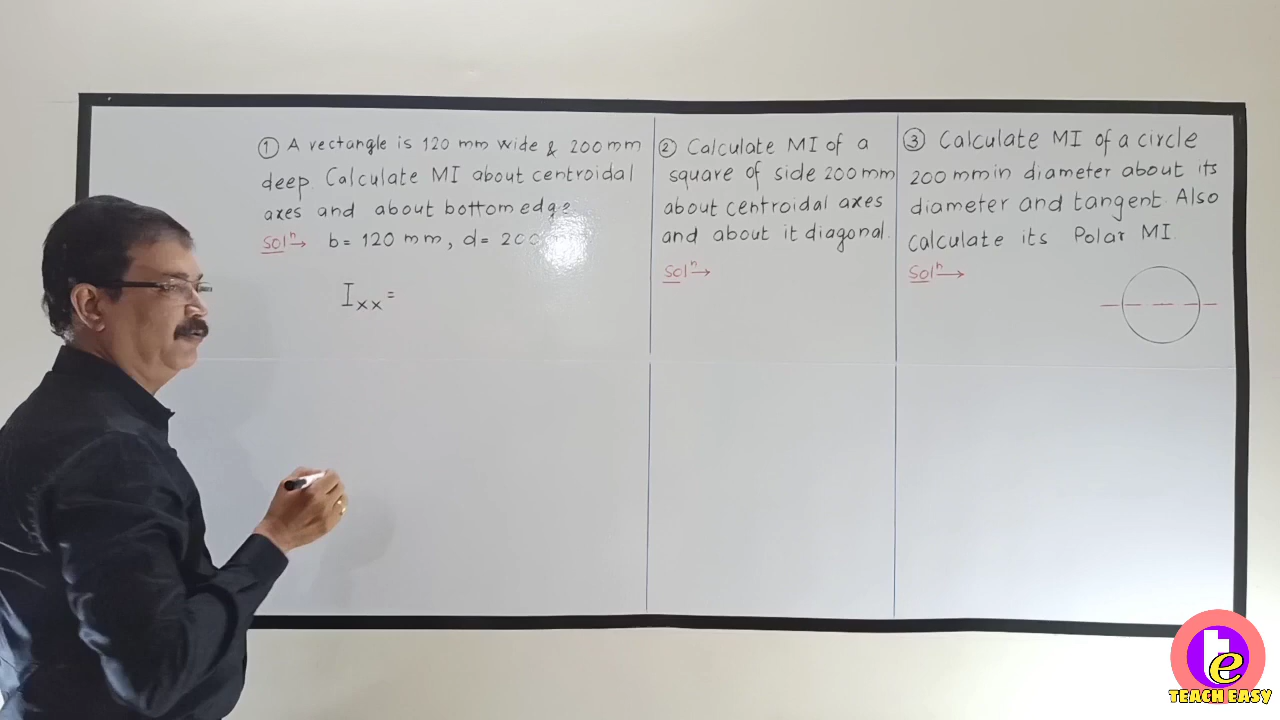 ① A rectangle is 120 mm wide & 200 mm
deep. Calculate MI about centroidal
axes and about bottom edge
Solⁿ→ b = 120 mm, d = 200
Iₓₓ =
② Calculate MI of a
square of side 200 mm
about centroidal axes
and about it diagonal.
Solⁿ→
③ Calculate MI of a circle
200 mm in diameter about its
diameter and tangent. Also
Calculate its Polar MI.
Solⁿ→
te
TEACH EASY